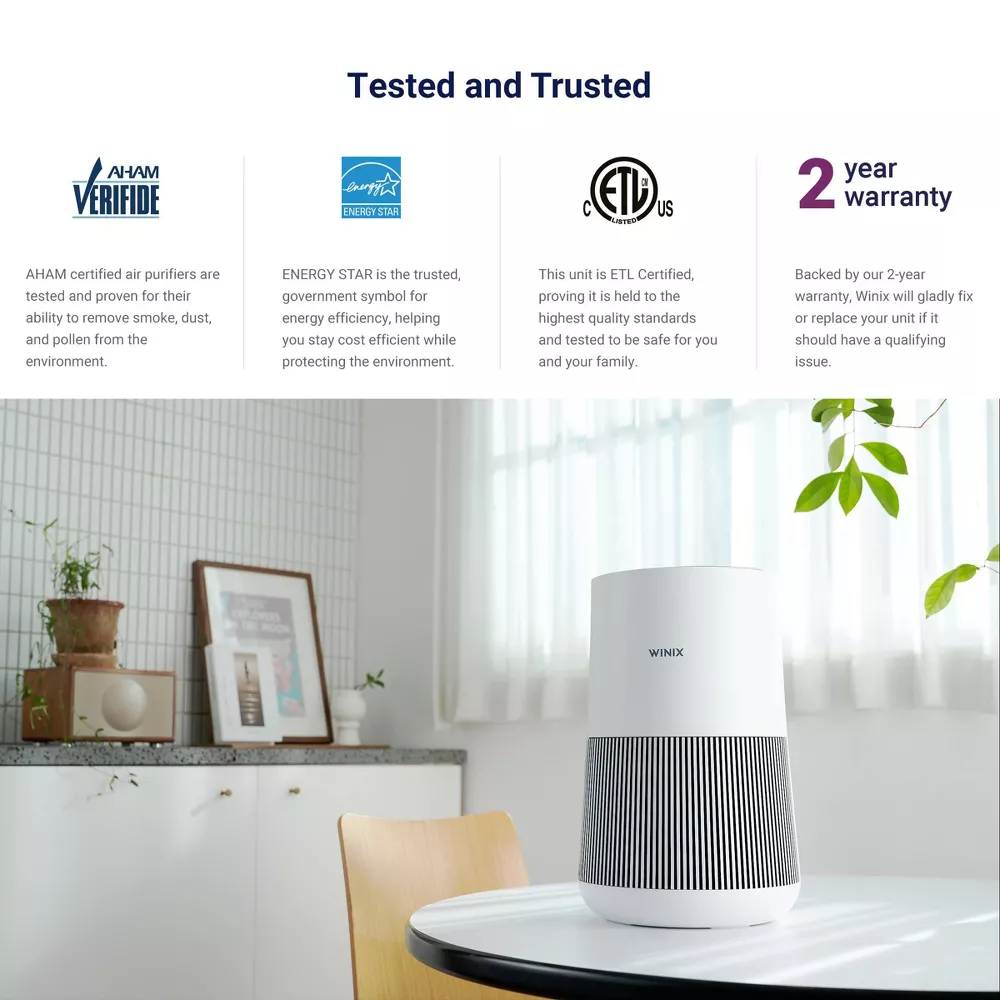 Tested and Trusted
AHAM
VERIFIDE
AHAM certified air purifiers are
tested and proven for their
ability to remove smoke, dust,
and pollen from the
environment.
energy
ENERGY STAR
ENERGY STAR is the trusted,
government symbol for
energy efficiency, helping
you stay cost efficient while
protecting the environment.
ETL
CM
LISTED
C US
This unit is ETL Certified,
proving it is held to the
highest quality standards
and tested to be safe for you
and your family.
2 year
warranty
Backed by our 2-year
warranty, Winix will gladly fix
or replace your unit if it
should have a qualifying
issue.
WINIX